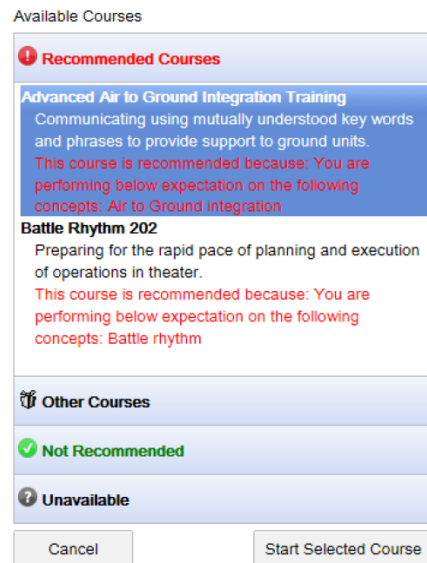 Available Courses
Recommended Courses
Advanced Air to Ground Integration Training
Communicating using mutually understood key words
and phrases to provide support to ground units.
This course is recommended because: You are
performing below expectation on the following
concepts: Air to Ground integration
Battle Rhythm 202
Preparing for the rapid pace of planning and execution
of operations in theater.
This course is recommended because: You are
performing below expectation on the following
concepts: Battle rhythm
Other Courses
Not Recommended
Unavailable
Cancel
Start Selected Course